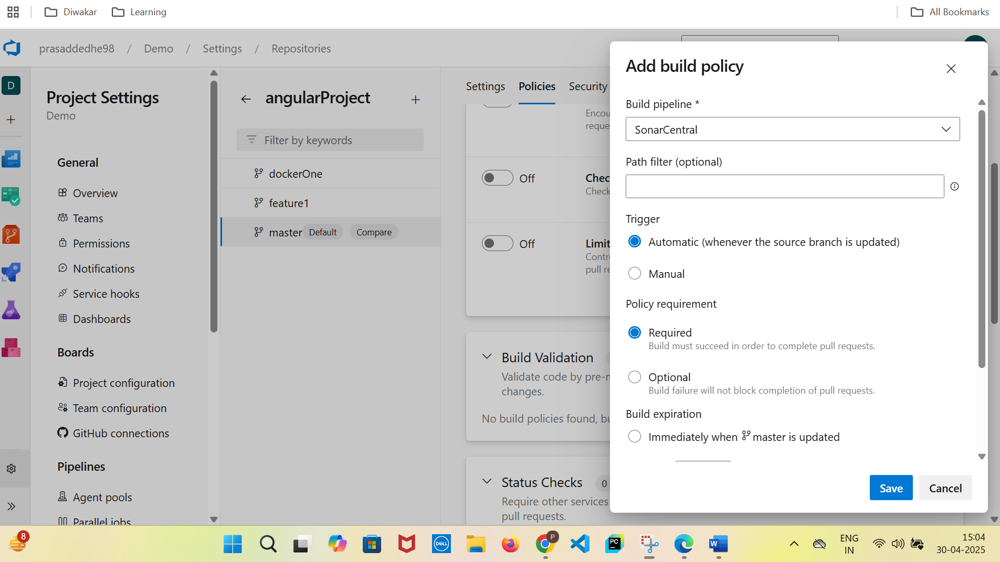 Diwakar
Learning
All Bookmarks
prasaddedhe98 / Demo / Settings / Repositories
D
Project Settings
Demo
General
Overview
Teams
Permissions
Notifications
Service hooks
Dashboards
Boards
Project configuration
Team configuration
GitHub connections
Pipelines
Agent pools
Parallel jobs
angularProject
Filter by keywords
dockerOne
feature1
master Default Compare
Settings Policies Security
Encou
reque
Off
Chec
Check
Off
Limit
Contr
pull re
Build Validation
Validate code by pre-m
changes.
No build policies found, bu
Status Checks 0
Require other services
pull requests.
Add build policy
Build pipeline *
SonarCentral
Path filter (optional)
Trigger
Automatic (whenever the source branch is updated)
Manual
Policy requirement
Required
Build must succeed in order to complete pull requests.
Optional
Build failure will not block completion of pull requests.
Build expiration
Immediately when master is updated
Save
Cancel
8
DELL
P
PC
W
ENG
IN
15:04
30-04-2025